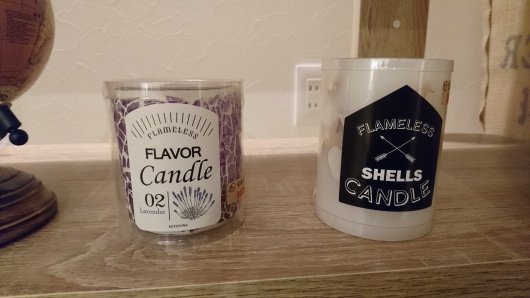 FLAMELESS
FLAVOR
Candle
02
Lavender
FLAMELESS
SHELLS
CANDLE